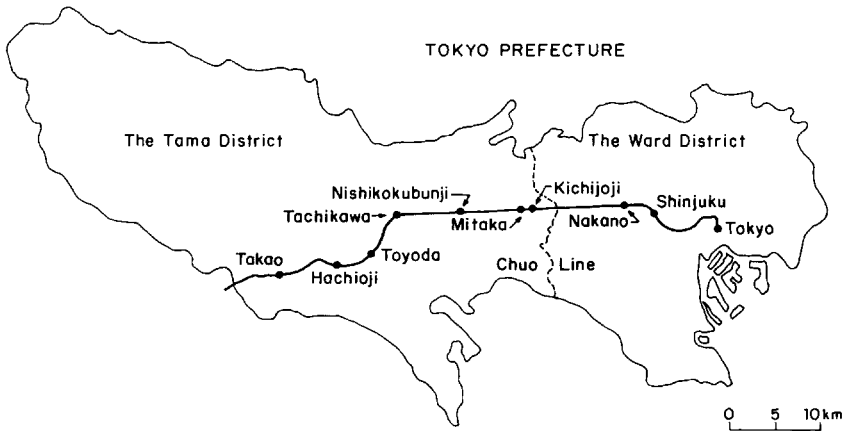 TOKYO PREFECTURE
The Tama District
The Ward District
Nishikokubunji
Kichijoji
Tachikawa
Mitaka
Nakano
Shinjuku
Tokyo
Takao
Hachioji
Toyoda
Chuo Line
0 5 10km